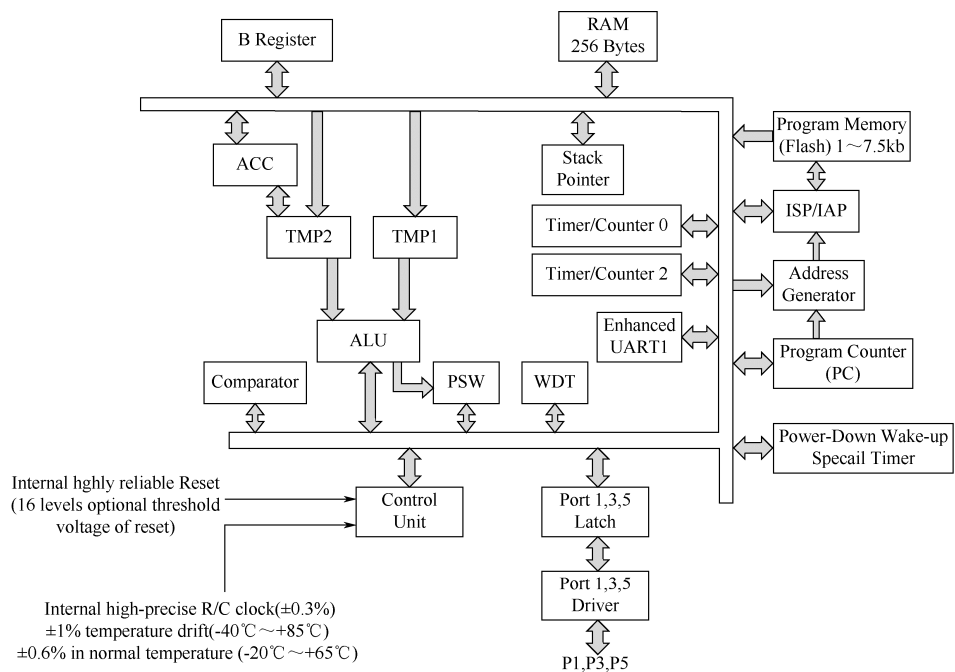 B Register
RAM
256 Bytes
Program Memory
(Flash) 1～7.5kb
ACC
Stack
Pointer
ISP/IAP
TMP2
TMP1
Timer/Counter 0
Timer/Counter 2
Address
Generator
ALU
Enhanced
UART1
Program Counter
(PC)
Comparator
PSW
WDT
Power-Down Wake-up
Specail Timer
Internal hghly reliable Reset
(16 levels optional threshold
voltage of reset)
Control
Unit
Port 1,3,5
Latch
Port 1,3,5
Driver
Internal high-precise R/C clock(±0.3%)
±1% temperature drift(-40℃～+85℃)
±0.6% in normal temperature (-20℃～+65℃)
P1,P3,P5